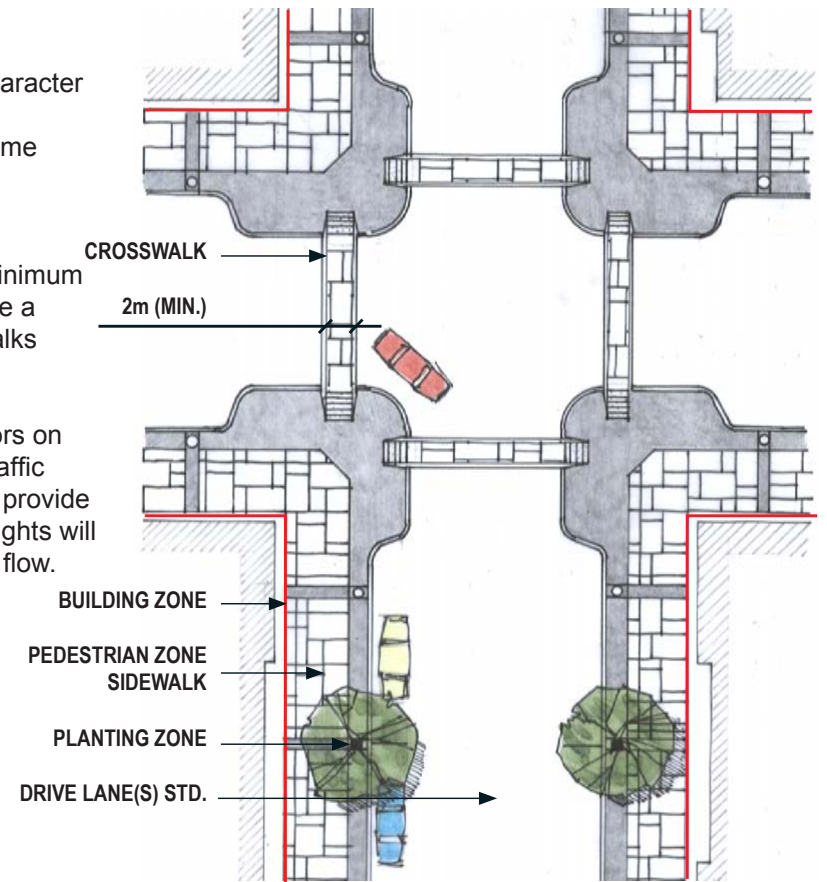 aracter
me
CROSSWALK
inimum
e a
2m (MIN.)
alks
ors on
affic
provide
ghts will
flow.
BUILDING ZONE
PEDESTRIAN ZONE
SIDEWALK
PLANTING ZONE
DRIVE LANE(S) STD.